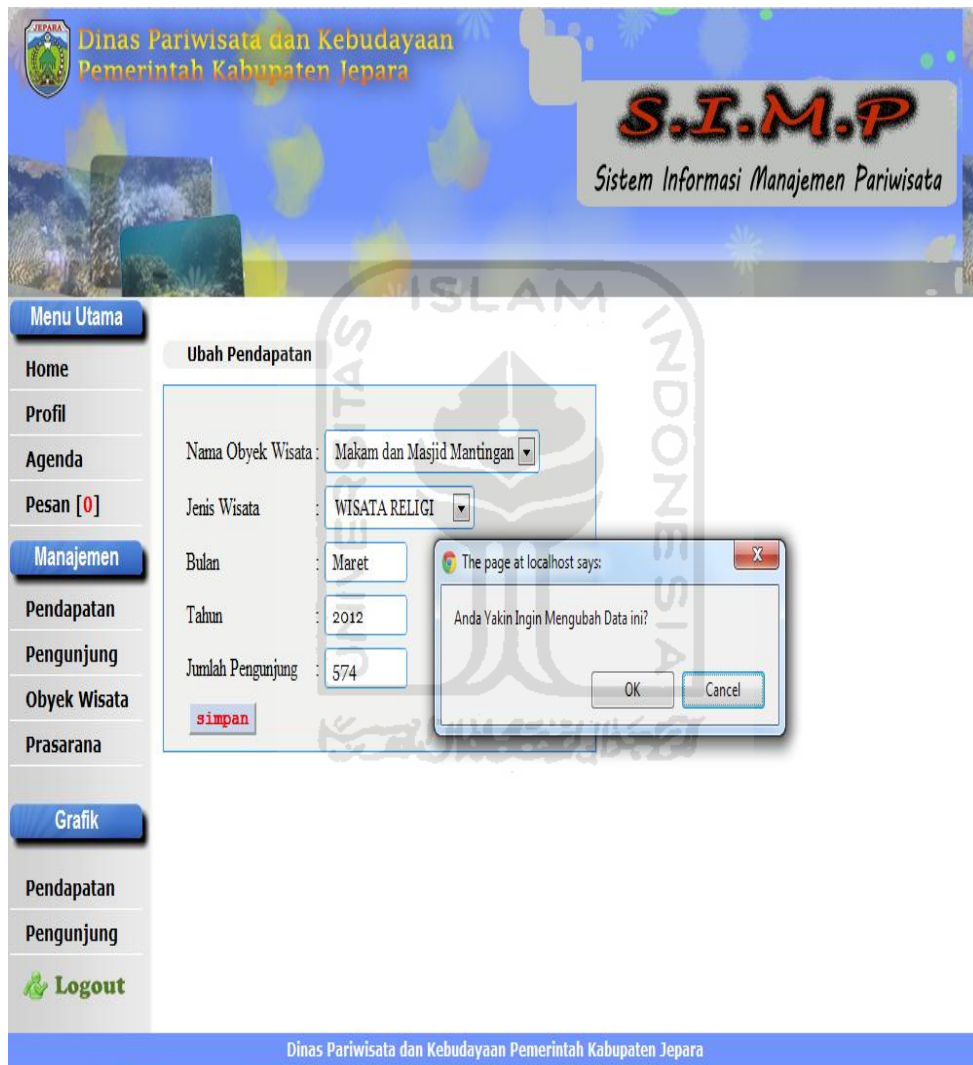 JEPARA
Dinas Pariwisata dan Kebudayaan
Pemerintah Kabupaten Jepara
S.I.M.P
Sistem Informasi Manajemen Pariwisata
Menu Utama
Home
Profil
Agenda
Pesan [0]
Manajemen
Pendapatan
Pengunjung
Obyek Wisata
Prasarana
Grafik
Pendapatan
Pengunjung
Logout
Ubah Pendapatan
Nama Obyek Wisata : Makam dan Masjid Mantingan
Jenis Wisata : WISATA RELIGI
Bulan : Maret
Tahun : 2012
Jumlah Pengunjung : 574
simpan
The page at localhost says:
Anda Yakin Ingin Mengubah Data ini?
OK Cancel
UNIVERSITAS ISLAM INDONESIA
Dinas Pariwisata dan Kebudayaan Pemerintah Kabupaten Jepara